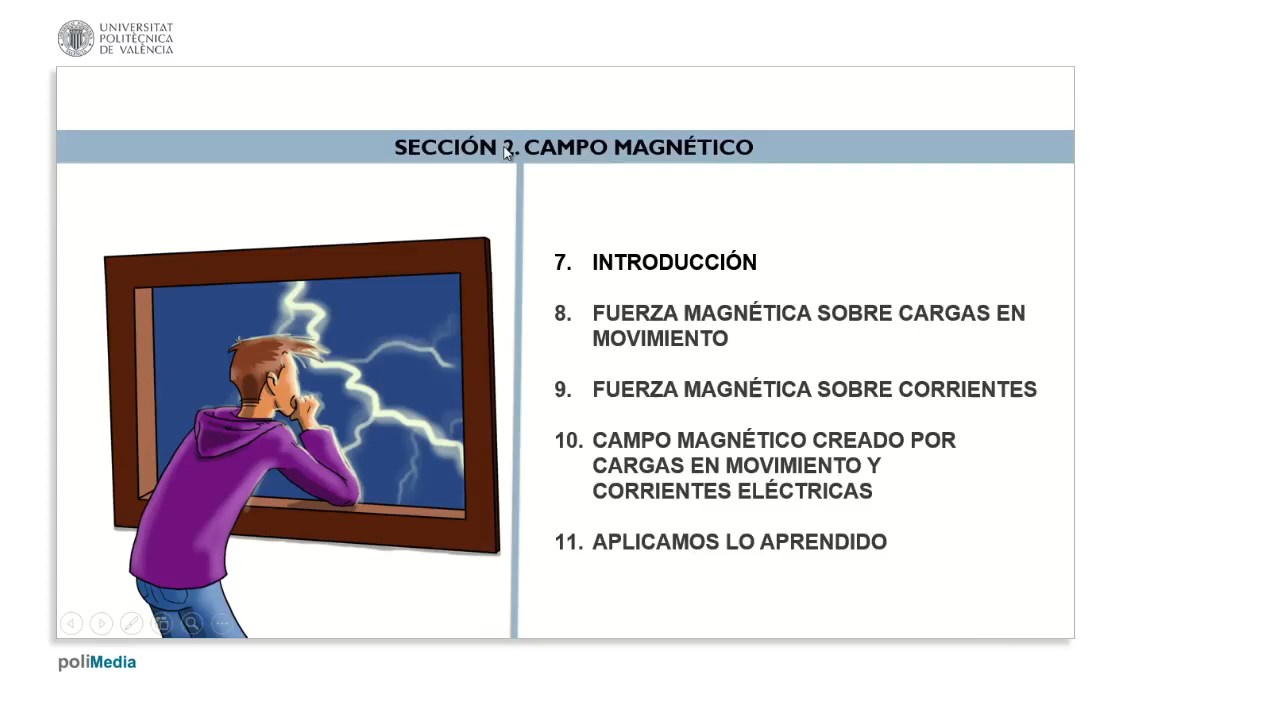 UNIVERSITAT
POLITÈCNICA
DE VALÈNCIA
SECCIÓN 2. CAMPO MAGNÉTICO
7. INTRODUCCIÓN
8. FUERZA MAGNÉTICA SOBRE CARGAS EN
MOVIMIENTO
9. FUERZA MAGNÉTICA SOBRE CORRIENTES
10. CAMPO MAGNÉTICO CREADO POR
CARGAS EN MOVIMIENTO Y
CORRIENTES ELÉCTRICAS
11. APLICAMOS LO APRENDIDO
poliMedia